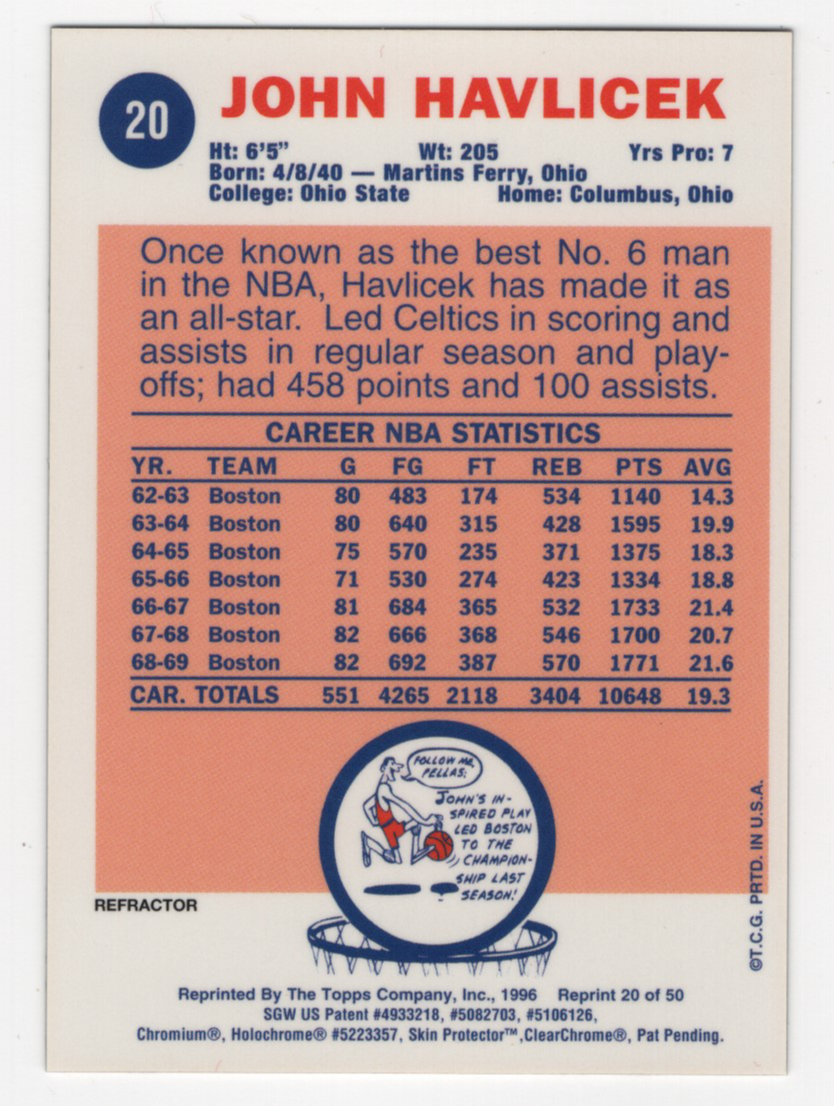 20
JOHN HAVLICEK
Ht: 6'5" Wt: 205 Yrs Pro: 7
Born: 4/8/40 — Martins Ferry, Ohio
College: Ohio State Home: Columbus, Ohio
Once known as the best No. 6 man
in the NBA, Havlicek has made it as
an all-star. Led Celtics in scoring and
assists in regular season and play-
offs; had 458 points and 100 assists.
CAREER NBA STATISTICS
YR. TEAM G FG FT REB PTS AVG
62-63 Boston 80 483 174 534 1140 14.3
63-64 Boston 80 640 315 428 1595 19.9
64-65 Boston 75 570 235 371 1375 18.3
65-66 Boston 71 530 274 423 1334 18.8
66-67 Boston 81 684 365 532 1733 21.4
67-68 Boston 82 666 368 546 1700 20.7
68-69 Boston 82 692 387 570 1771 21.6
CAR. TOTALS 551 4265 2118 3404 10648 19.3
FOLLOW ME,
FELLAS;
JOHN'S IN-
SPIRED PLAY
LED BOSTON
TO THE
CHAMPION-
SHIP LAST
SEASON!
©T.C.G. PRTD. IN U.S.A.
REFRACTOR
Reprinted By The Topps Company, Inc., 1996 Reprint 20 of 50
SGW US Patent #4933218, #5082703, #5106126,
Chromium®, Holochrome® #5223357, Skin Protector™,ClearChrome®, Pat Pending.